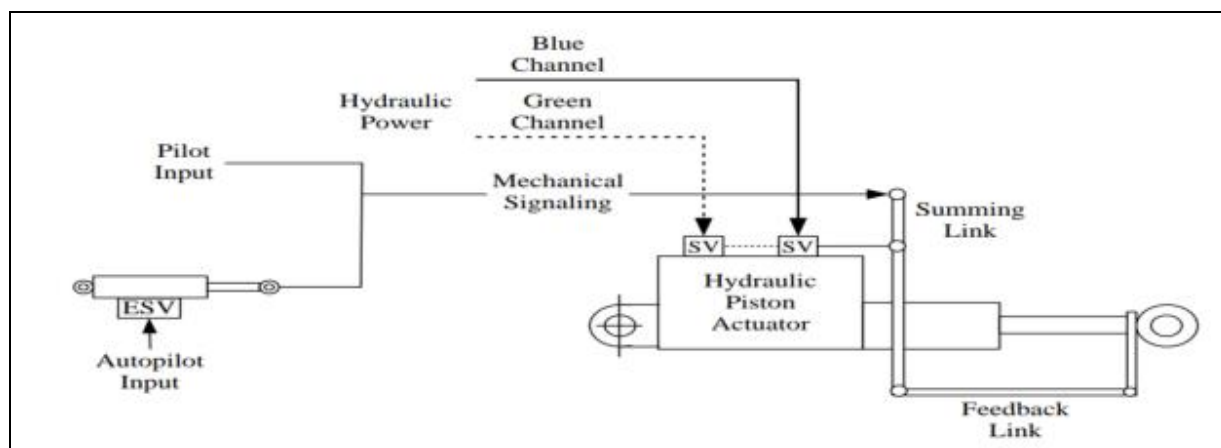 Blue
Channel
Hydraulic
Power
Green
Channel
Pilot
Input
Mechanical
Signaling
Summing
Link
SV
SV
Hydraulic
Piston
Actuator
ESV
Autopilot
Input
Feedback
Link